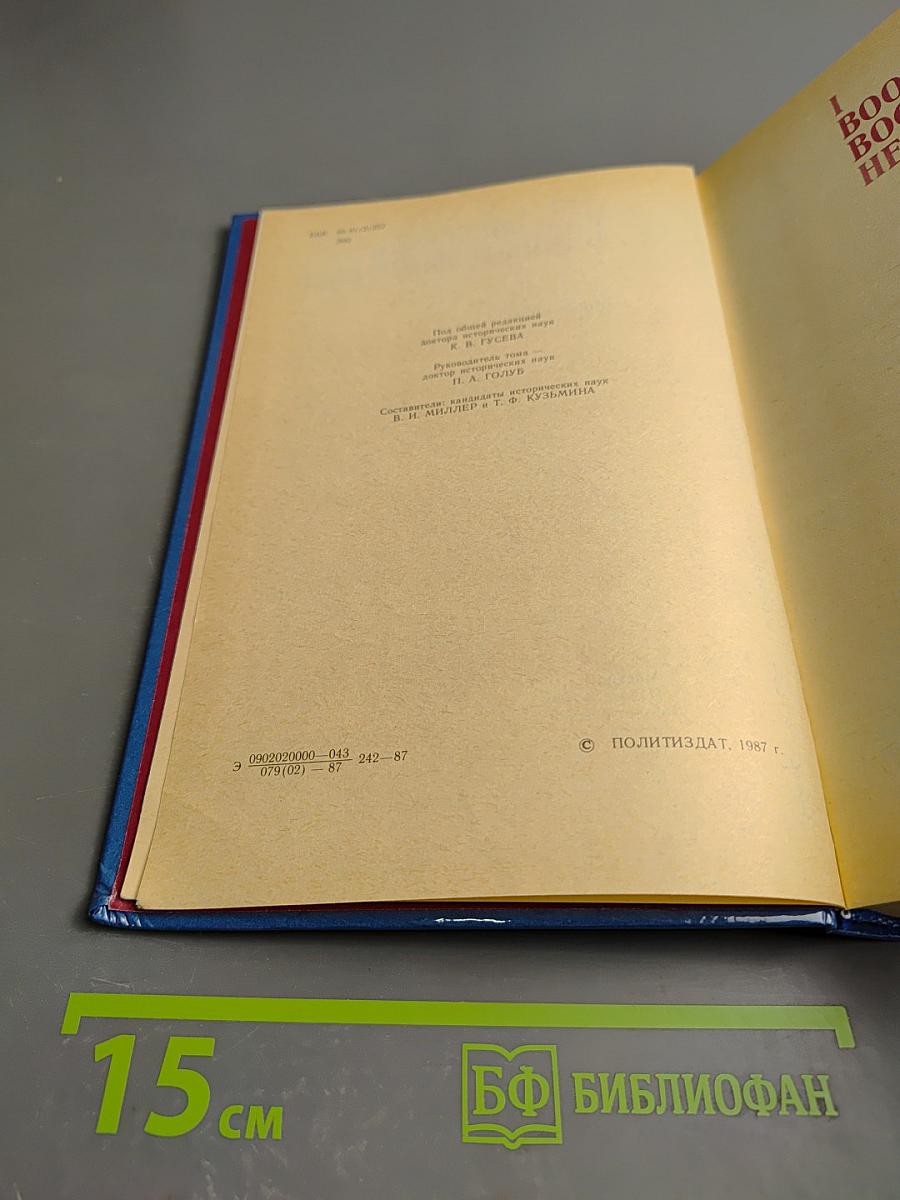 Под общей редакцией
доктора исторических наук
К. В. ГУСЕВА
Руководитель тома —
доктор исторических наук
П. А. ГОЛУБ
Составители: кандидаты исторических наук
В. И. МИЛЛЕР и Т. Ф. КУЗЬМИНА
Э 0902020000—043 242—87
079(02) — 87
© ПОЛИТИЗДАТ, 1987 г.
I
15 см
БФ БИБЛИОФАН